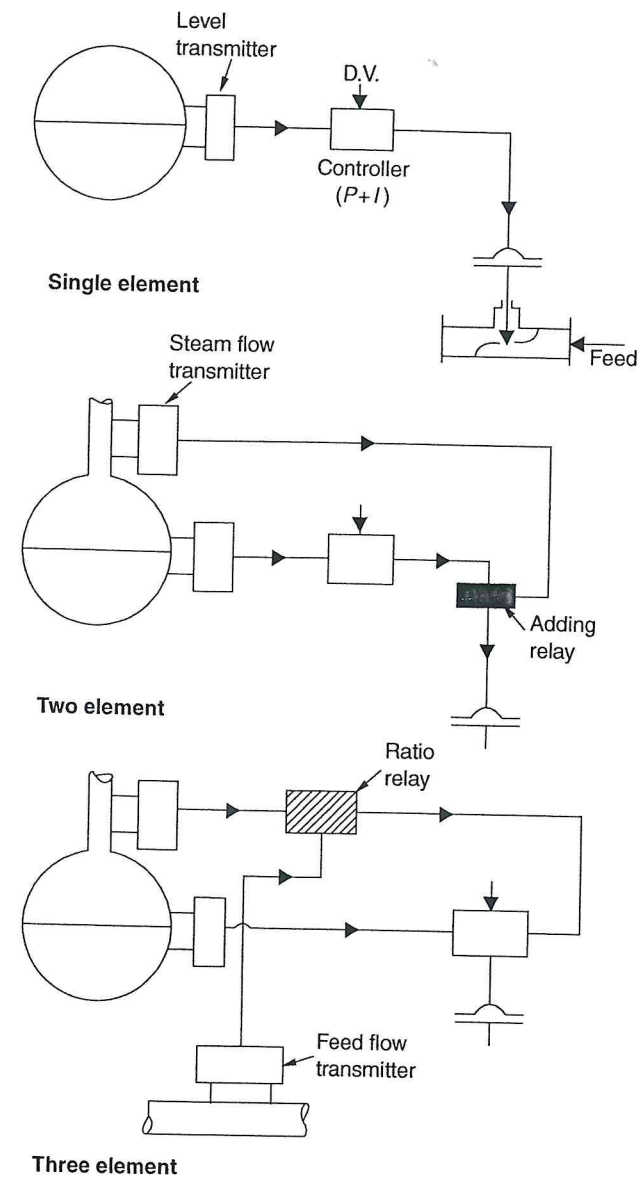 Level
transmitter
D.V.
Controller
(P+I)
Single element
Feed
Steam flow
transmitter
Adding
relay
Two element
Ratio
relay
Feed flow
transmitter
Three element